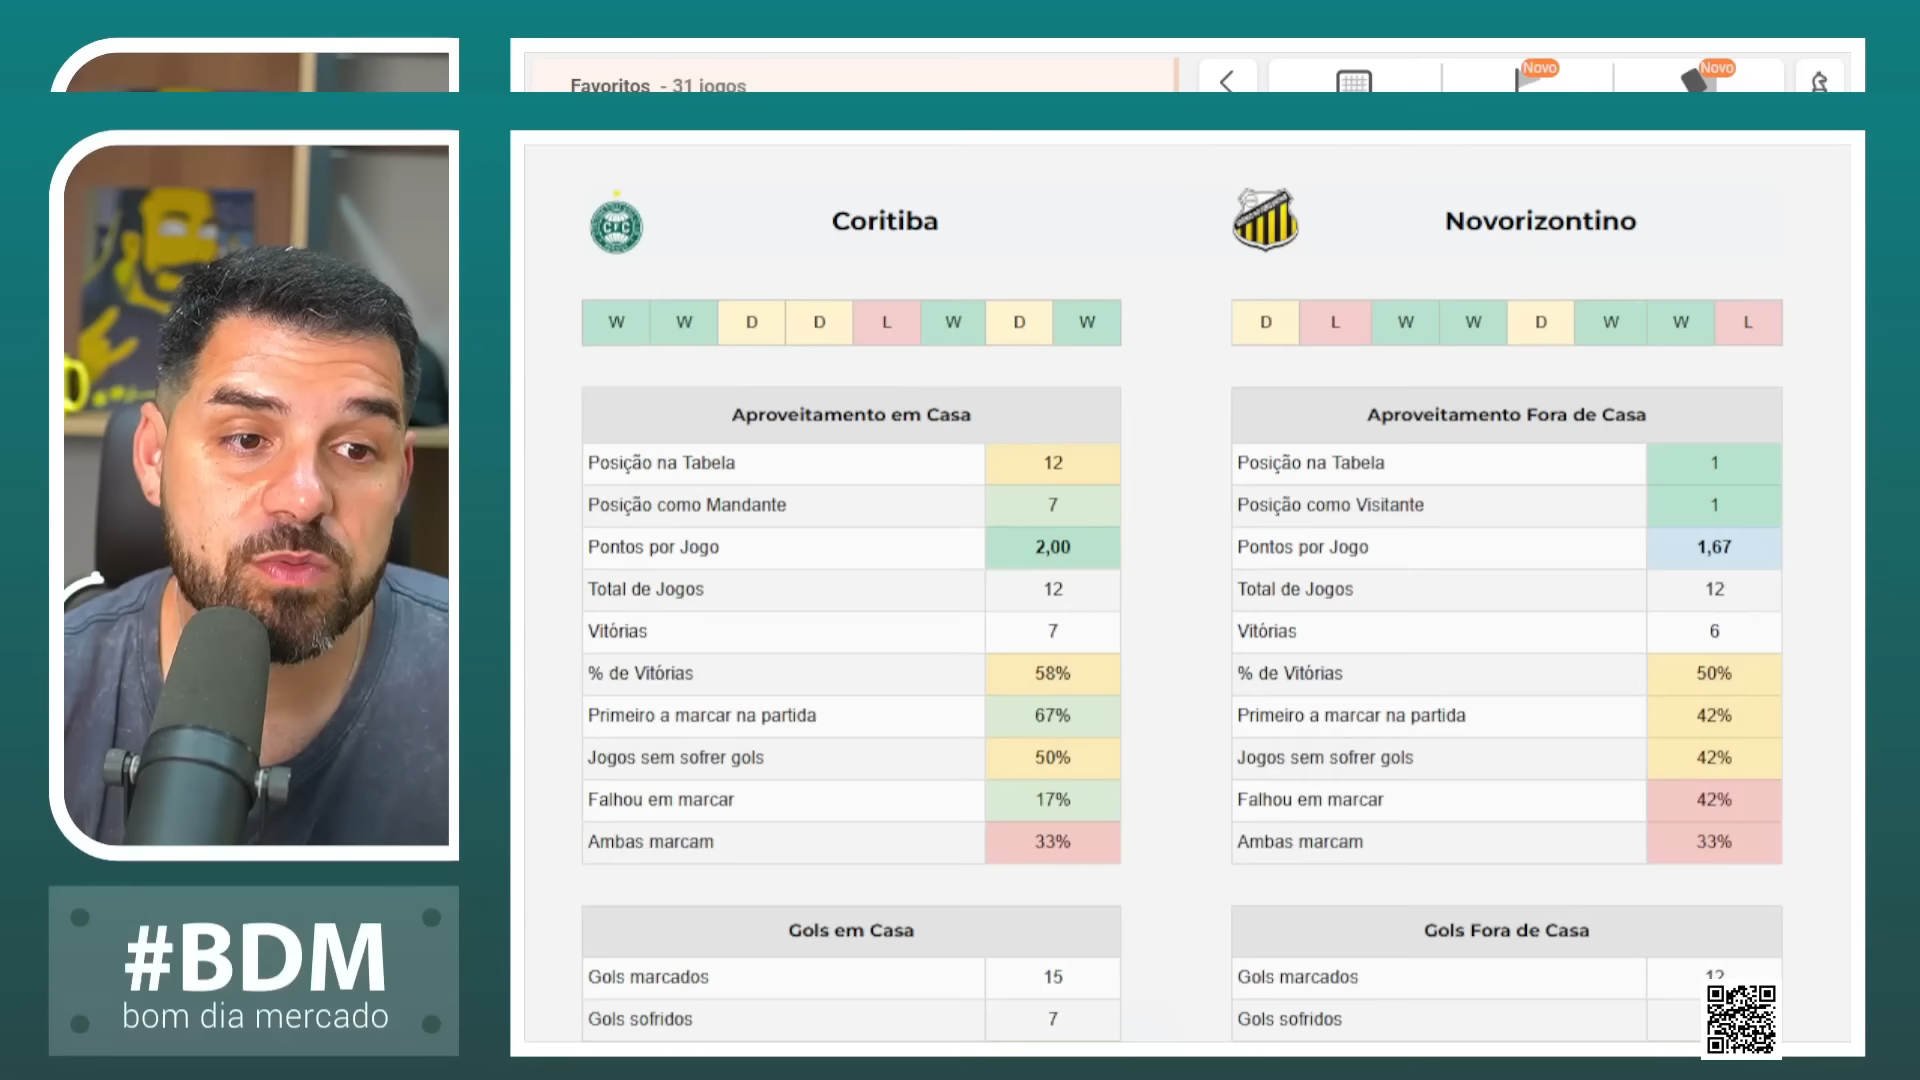 Favoritos - 31 jogos
Novo
Novo
Coritiba
W W D D L W D W
Aproveitamento em Casa
Posição na Tabela 12
Posição como Mandante 7
Pontos por Jogo 2,00
Total de Jogos 12
Vitórias 7
% de Vitórias 58%
Primeiro a marcar na partida 67%
Jogos sem sofrer gols 50%
Falhou em marcar 17%
Ambas marcam 33%
Gols em Casa
Gols marcados 15
Gols sofridos 7
Novorizontino
D L W W D W W L
Aproveitamento Fora de Casa
Posição na Tabela 1
Posição como Visitante 1
Pontos por Jogo 1,67
Total de Jogos 12
Vitórias 6
% de Vitórias 50%
Primeiro a marcar na partida 42%
Jogos sem sofrer gols 42%
Falhou em marcar 42%
Ambas marcam 33%
Gols Fora de Casa
Gols marcados
Gols sofridos
#BDM
bom dia mercado
CFC